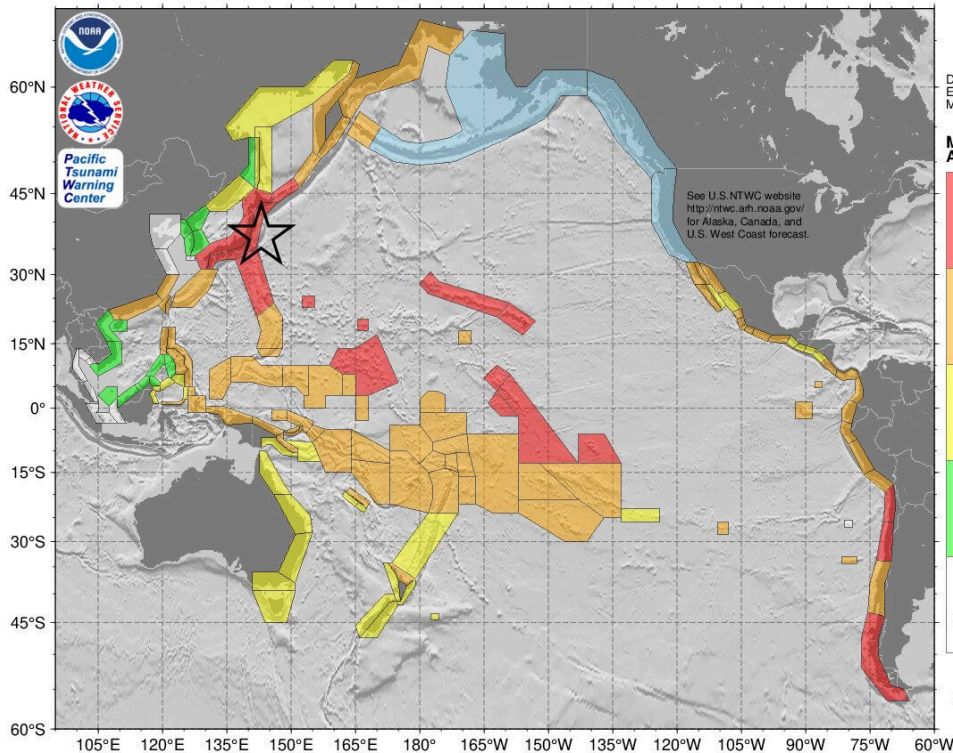 NOAA
NATIONAL WEATHER SERVICE
Pacific
Tsunami
Warning
Center
See U.S.NTWC website
http://ntwc.arh.noaa.gov/
for Alaska, Canada, and
U.S. West Coast forecast.
D
E
M
M
A
60°N
45°N
30°N
15°N
0°
15°S
30°S
45°S
60°S
105°E 120°E 135°E 150°E 165°E 180° 165°W 150°W 135°W 120°W 105°W 90°W 75°W 60°W